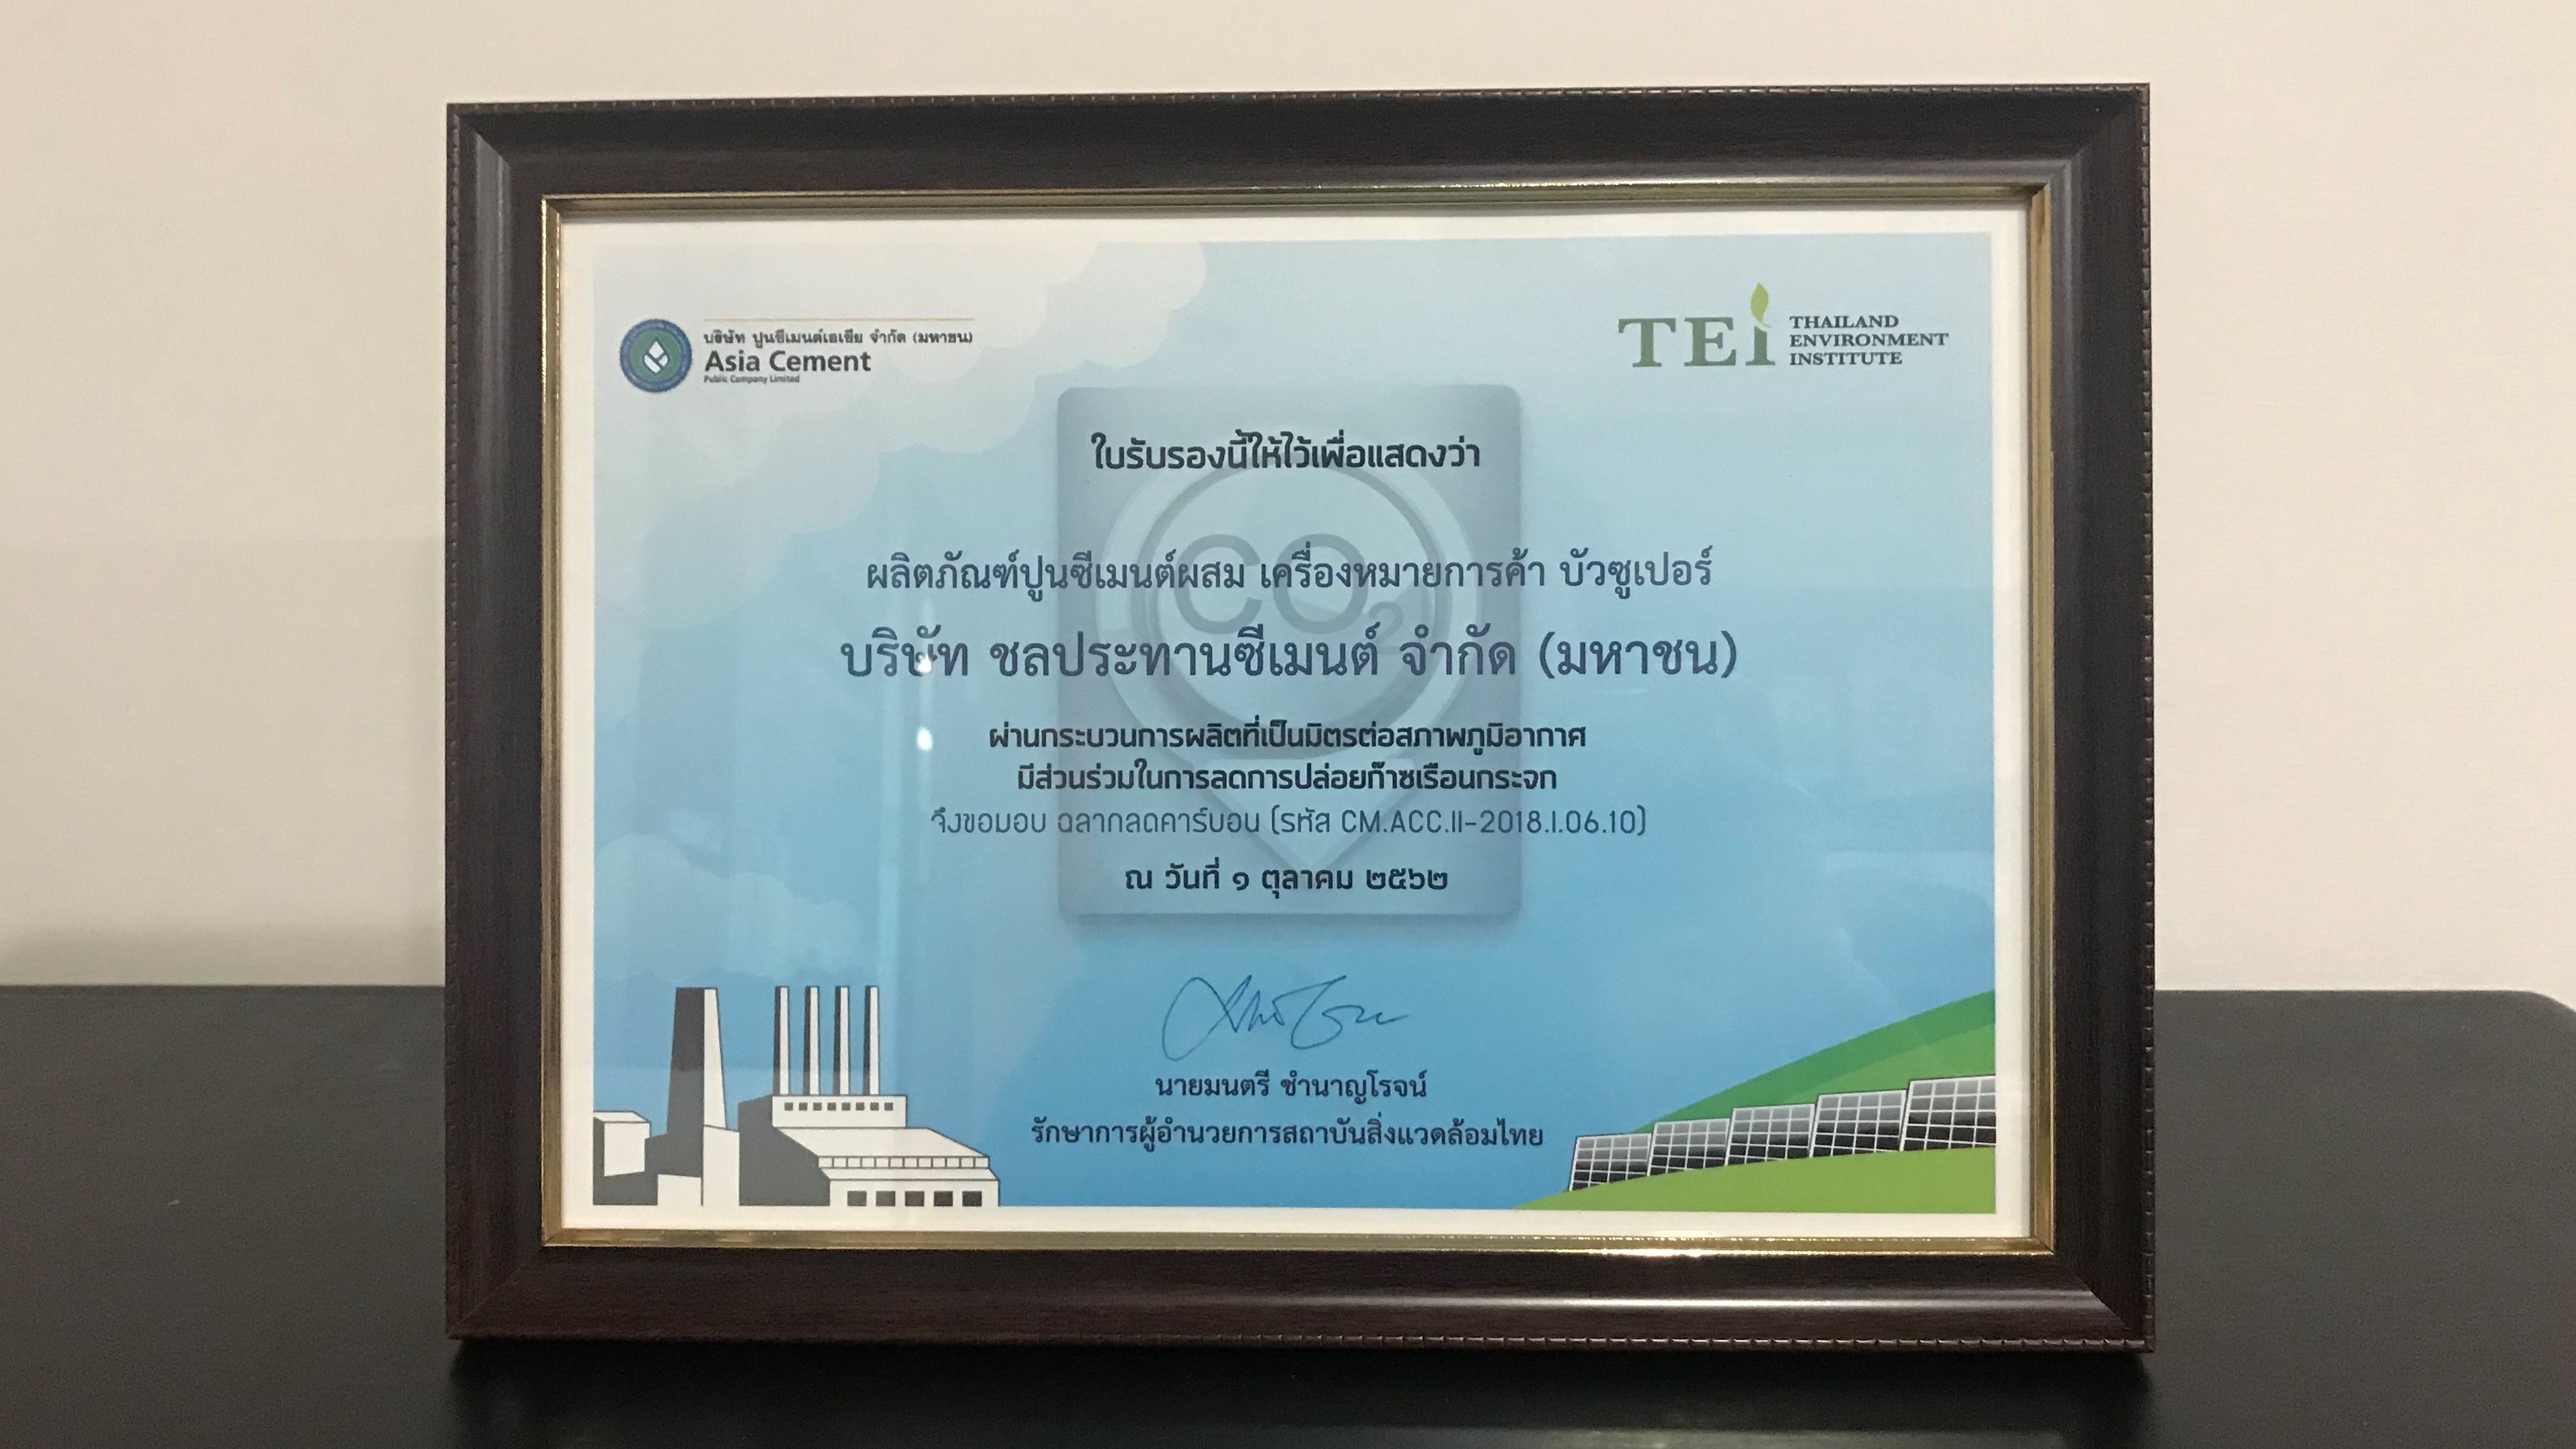 บริษัท ปูนซีเมนต์เอเชีย จำกัด (มหาชน)
Asia Cement
Public Company Limited
TEi
THAILAND
ENVIRONMENT
INSTITUTE
ใบรับรองนี้ให้ไว้เพื่อแสดงว่า
ผลิตภัณฑ์ปูนซีเมนต์ผสม เครื่องหมายการค้า บัวซูเปอร์
CO2
บริษัท ชลประทานซีเมนต์ จำกัด (มหาชน)
ผ่านกระบวนการผลิตที่เป็นมิตรต่อสภาพภูมิอากาศ
มีส่วนร่วมในการลดการปล่อยก๊าซเรือนกระจก
จึงขอมอบ ฉลากลดคาร์บอน (รหัส CM.ACC.II-2018.I.06.10)
ณ วันที่ ๑ ตุลาคม ๒๕๖๒
นายมนตรี ชำนาญโรจน์
รักษาการผู้อำนวยการสถาบันสิ่งแวดล้อมไทย